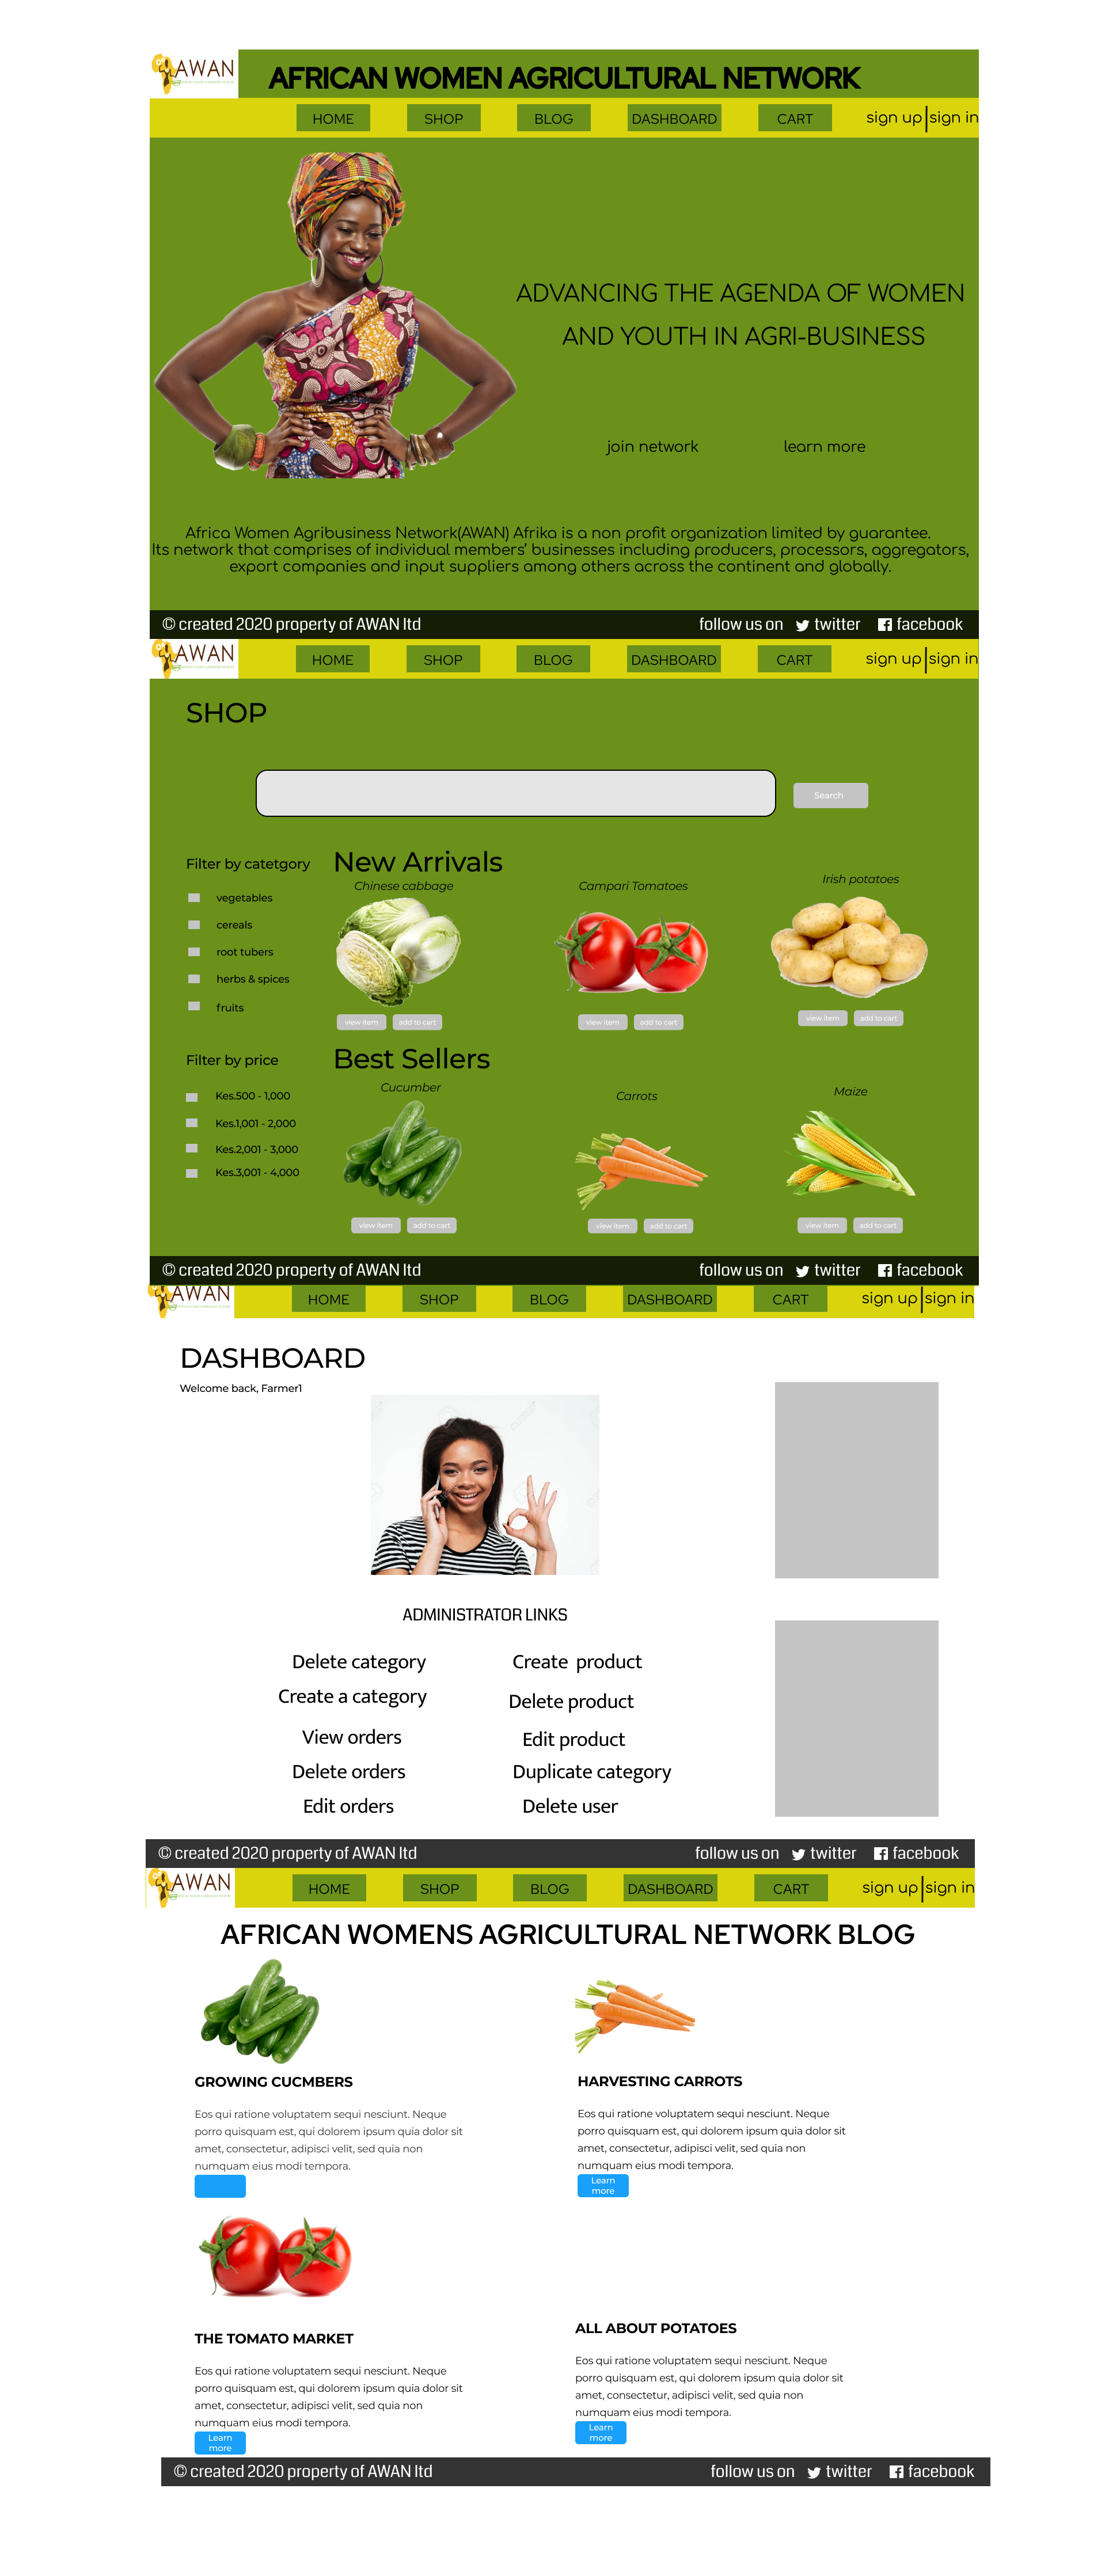 AWAN
AFRICAN WOMEN AGRICULTURAL NETWORK
HOME SHOP BLOG DASHBOARD CART sign up sign in
ADVANCING THE AGENDA OF WOMEN
AND YOUTH IN AGRI-BUSINESS
join network learn more
Africa Women Agribusiness Network(AWAN) Afrika is a non profit organization limited by guarantee.
Its network that comprises of individual members’ businesses including producers, processors, aggregators,
export companies and input suppliers among others across the continent and globally.
© created 2020 property of AWAN ltd follow us on twitter facebook
AWAN HOME SHOP BLOG DASHBOARD CART sign up sign in
SHOP
Search
Filter by catetgory
vegetables
cereals
root tubers
herbs & spices
fruits
Filter by price
Kes.500 - 1,000
Kes.1,001 - 2,000
Kes.2,001 - 3,000
Kes.3,001 - 4,000
New Arrivals
Chinese cabbage Campari Tomatoes Irish potatoes
view item add to cart view item add to cart view item add to cart
Best Sellers
Cucumber Carrots Maize
view item add to cart view item add to cart view item add to cart
© created 2020 property of AWAN ltd follow us on twitter facebook
AWAN HOME SHOP BLOG DASHBOARD CART sign up sign in
DASHBOARD
Welcome back, Farmer1
ADMINISTRATOR LINKS
Delete category Create product
Create a category Delete product
View orders Edit product
Delete orders Duplicate category
Edit orders Delete user
© created 2020 property of AWAN ltd follow us on twitter facebook
AWAN HOME SHOP BLOG DASHBOARD CART sign up sign in
AFRICAN WOMENS AGRICULTURAL NETWORK BLOG
GROWING CUCMBERS
Eos qui ratione voluptatem sequi nesciunt. Neque
porro quisquam est, qui dolorem ipsum quia dolor sit
amet, consectetur, adipisci velit, sed quia non
numquam eius modi tempora.
HARVESTING CARROTS
Eos qui ratione voluptatem sequi nesciunt. Neque
porro quisquam est, qui dolorem ipsum quia dolor sit
amet, consectetur, adipisci velit, sed quia non
numquam eius modi tempora.
Learn
more
THE TOMATO MARKET
Eos qui ratione voluptatem sequi nesciunt. Neque
porro quisquam est, qui dolorem ipsum quia dolor sit
amet, consectetur, adipisci velit, sed quia non
numquam eius modi tempora.
Learn
more
ALL ABOUT POTATOES
Eos qui ratione voluptatem sequi nesciunt. Neque
porro quisquam est, qui dolorem ipsum quia dolor sit
amet, consectetur, adipisci velit, sed quia non
numquam eius modi tempora.
Learn
more
© created 2020 property of AWAN ltd follow us on twitter facebook